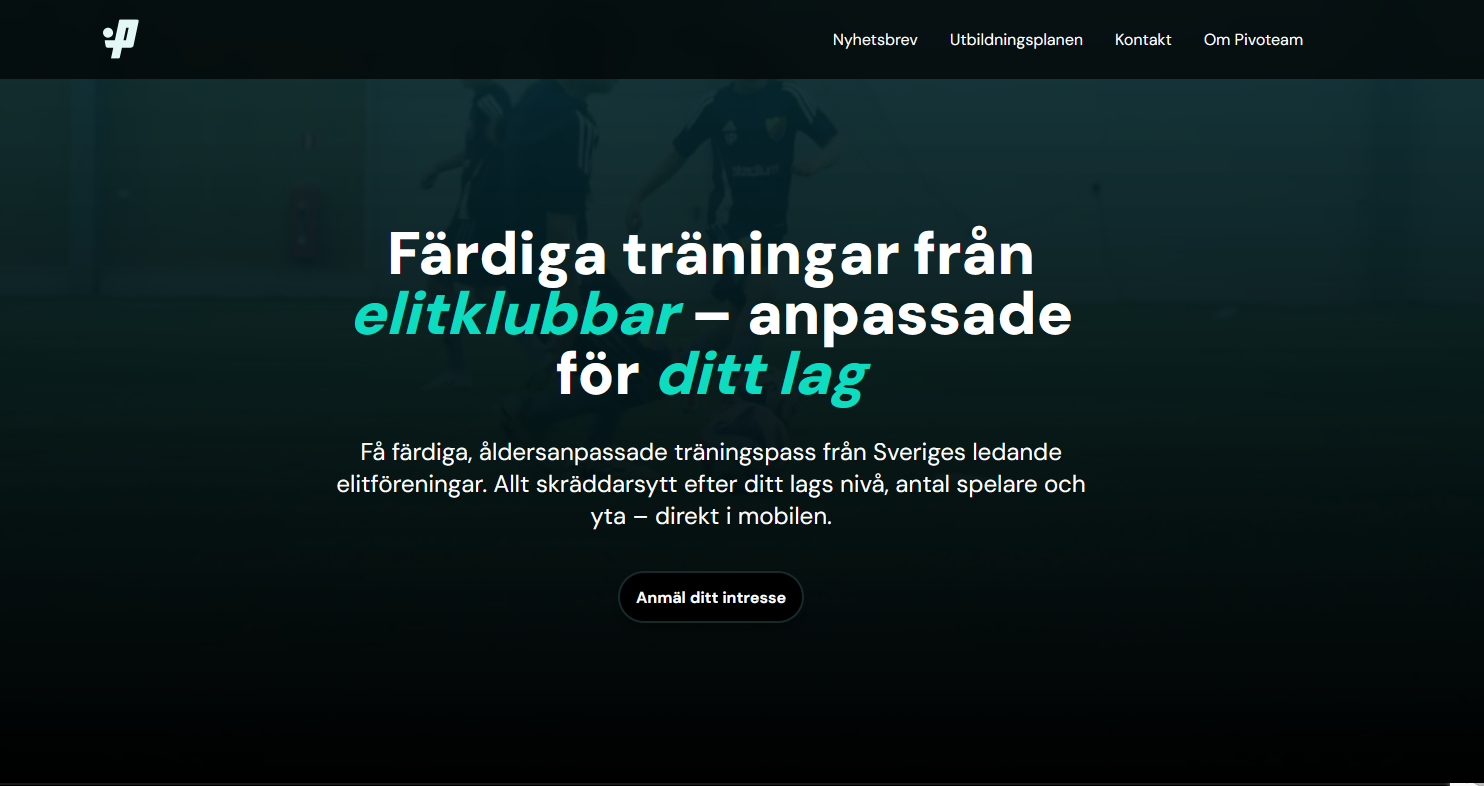 Nyhetsbrev Utbildningsplanen Kontakt Om Pivoteam
stadium
Färdiga träningar från
elitklubbar – anpassade
för ditt lag
Få färdiga, åldersanpassade träningspass från Sveriges ledande
elitföreningar. Allt skräddarsytt efter ditt lags nivå, antal spelare och
yta – direkt i mobilen.
Anmäl ditt intresse